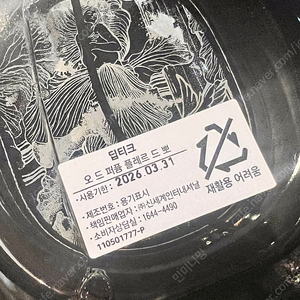 딥티크
오 드 퍼퓸 플레르 드 뽀
· 사용기한 : 2026.03.31
· 제조번호 : 용기표시
· 책임판매업자 : ㈜신세계인터내셔날
· 소비자상담실 : 1644-4490
110501777-P
재활용 어려움